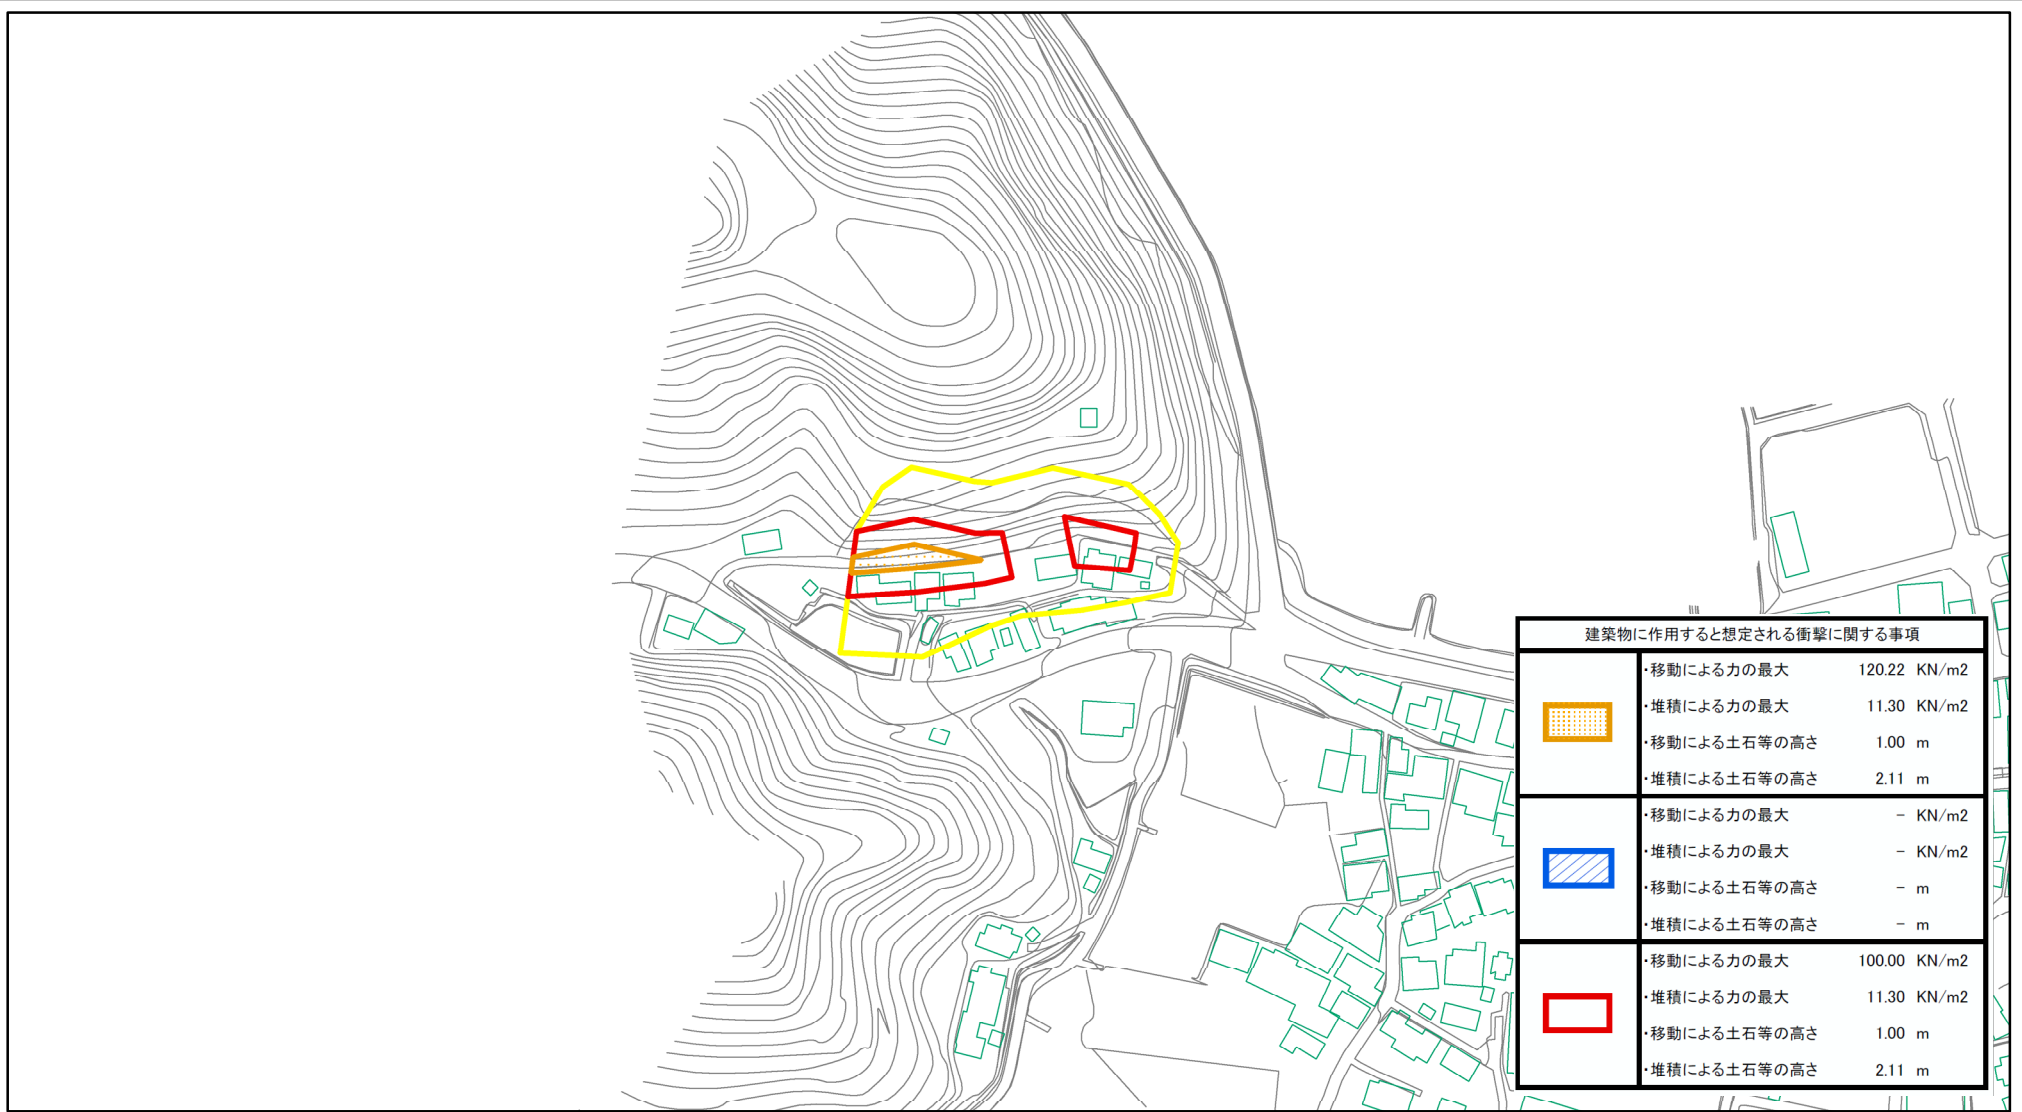 建築物に作用すると想定される衝撃に関する事項
・移動による力の最大 120.22 KN/m2
・堆積による力の最大 11.30 KN/m2
・移動による土石等の高さ 1.00 m
・堆積による土石等の高さ 2.11 m
・移動による力の最大 - KN/m2
・堆積による力の最大 - KN/m2
・移動による土石等の高さ - m
・堆積による土石等の高さ - m
・移動による力の最大 100.00 KN/m2
・堆積による力の最大 11.30 KN/m2
・移動による土石等の高さ 1.00 m
・堆積による土石等の高さ 2.11 m